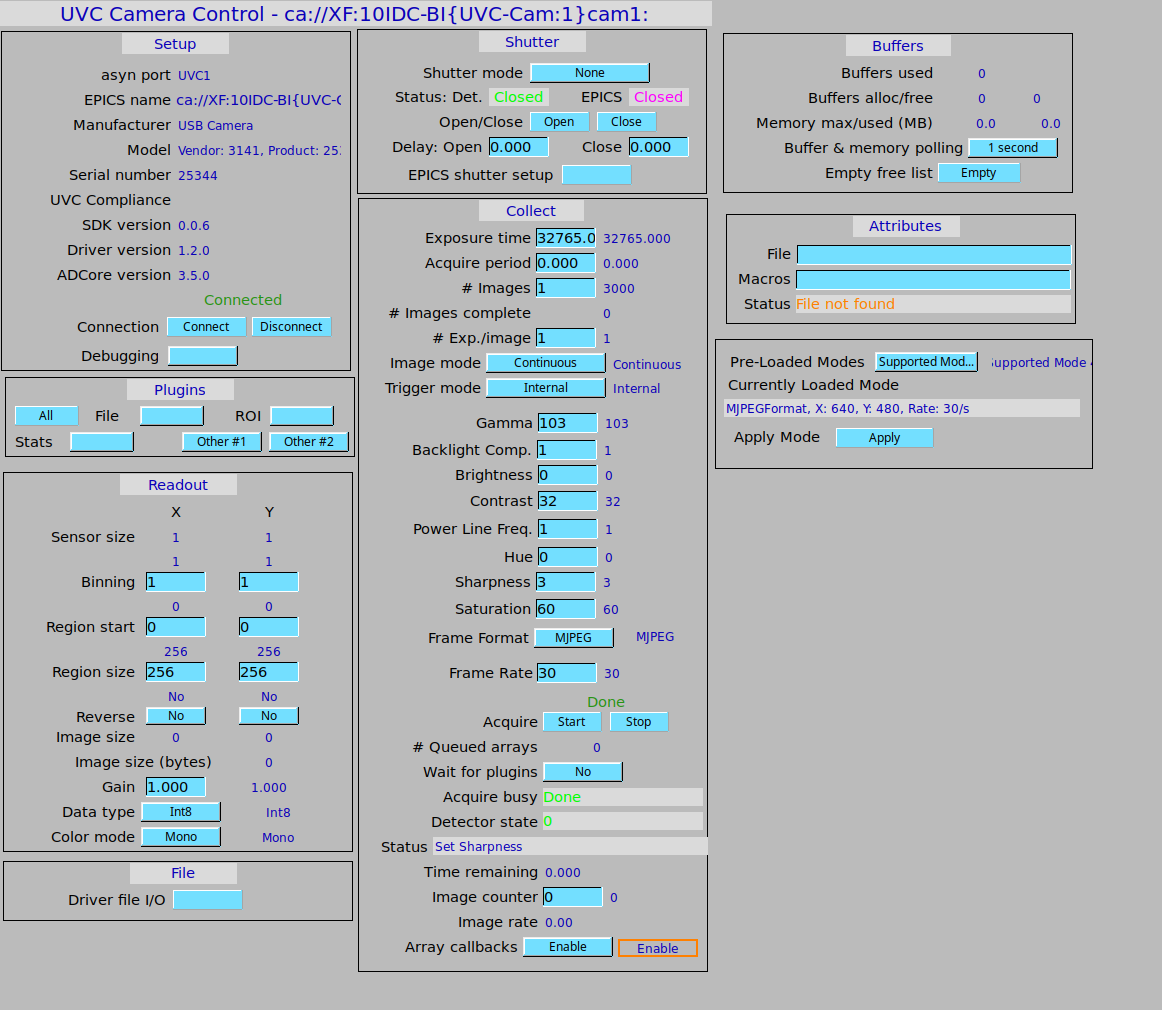 UVC Camera Control - ca://XF:10IDC-BI{UVC-Cam:1}cam1:
Setup
asyn port UVC1
EPICS name ca://XF:10IDC-BI{UVC-C
Manufacturer USB Camera
Model Vendor: 3141, Product: 253
Serial number 25344
UVC Compliance
SDK version 0.0.6
Driver version 1.2.0
ADCore version 3.5.0
Connected
Connection Connect Disconnect
Debugging
Plugins
All File ROI
Stats Other #1 Other #2
Readout
X Y
Sensor size 1 1
1 1
Binning 1 1
0 0
Region start 0 0
256 256
Region size 256 256
No No
Reverse No No
Image size 0 0
Image size (bytes) 0
Gain 1.000 1.000
Data type Int8 Int8
Color mode Mono Mono
File
Driver file I/O
Shutter
Shutter mode None
Status: Det. Closed EPICS Closed
Open/Close Open Close
Delay: Open 0.000 Close 0.000
EPICS shutter setup
Collect
Exposure time 32765.0 32765.000
Acquire period 0.000 0.000
# Images 1 3000
# Images complete 0
# Exp./image 1 1
Image mode Continuous Continuous
Trigger mode Internal Internal
Gamma 103 103
Backlight Comp. 1 1
Brightness 0 0
Contrast 32 32
Power Line Freq. 1 1
Hue 0 0
Sharpness 3 3
Saturation 60 60
Frame Format MJPEG MJPEG
Frame Rate 30 30
Done
Acquire Start Stop
# Queued arrays 0
Wait for plugins No
Acquire busy Done
Detector state 0
Status Set Sharpness
Time remaining 0.000
Image counter 0 0
Image rate 0.00
Array callbacks Enable Enable
Buffers
Buffers used 0
Buffers alloc/free 0 0
Memory max/used (MB) 0.0 0.0
Buffer & memory polling 1 second
Empty free list Empty
Attributes
File
Macros
Status File not found
Pre-Loaded Modes Supported Mod... Supported Mode
Currently Loaded Mode
MJPEGFormat, X: 640, Y: 480, Rate: 30/s
Apply Mode Apply